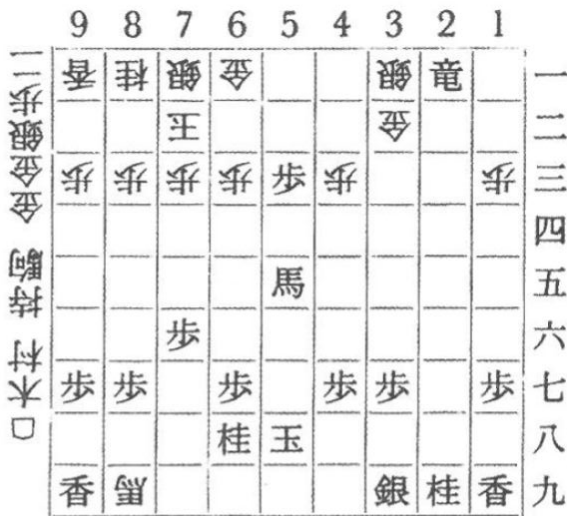 9 8 7 6 5 4 3 2 1
香 桂 銀 金 銀 竜 一
王 金 二
歩 歩 歩 歩 歩 歩 歩 三
四
馬 五
歩 六
歩 歩 歩 歩 歩 歩 七
桂 玉 八
香 馬 銀 桂 香 九
□木村 持駒 金金銀歩